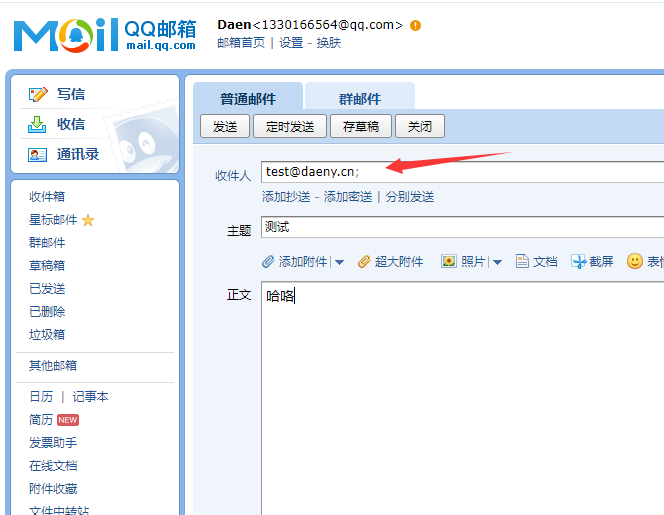 Mail QQ邮箱
mail.qq.com
Daen<1330166564@qq.com>
邮箱首页 | 设置 - 换肤
写信
收信
通讯录
收件箱
星标邮件
群邮件
草稿箱
已发送
已删除
垃圾箱
其他邮箱
日历 | 记事本
简历 NEW
发票助手
在线文档
附件收藏
文件中转站
普通邮件 群邮件
发送 定时发送 存草稿 关闭
收件人 test@daeny.cn;
添加抄送 - 添加密送 | 分别发送
主题 测试
添加附件 | 超大附件 照片 | 文档 截屏 表情
正文 哈咯